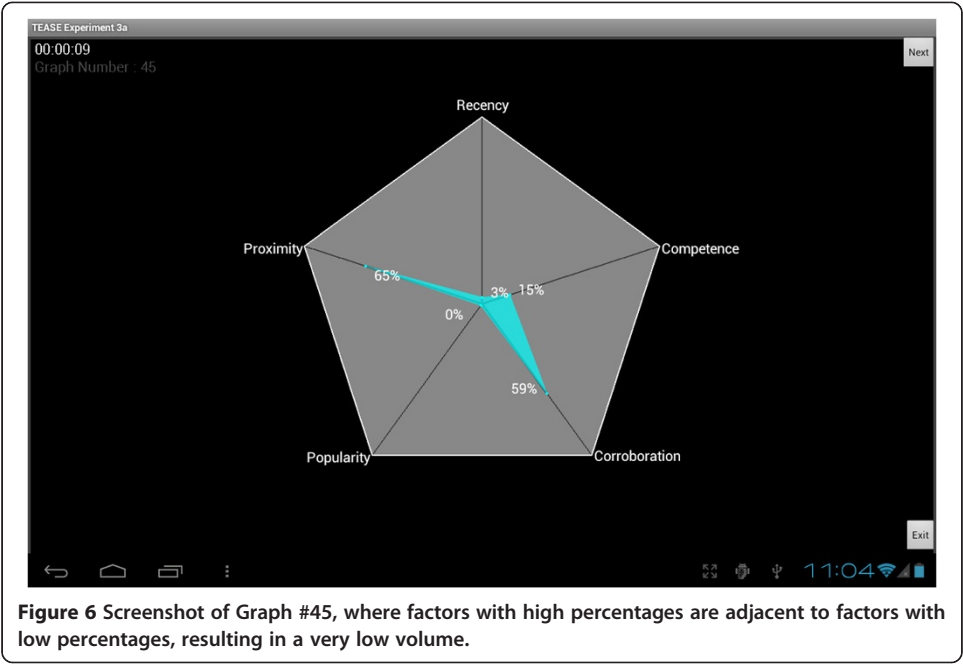 TEASE Experiment 3a
00:00:09
Next
Graph Number : 45
Recency
Proximity
Competence
65%
3%
15%
0%
59%
Popularity
Corroboration
Exit
11:04
Figure 6 Screenshot of Graph #45, where factors with high percentages are adjacent to factors with
low percentages, resulting in a very low volume.